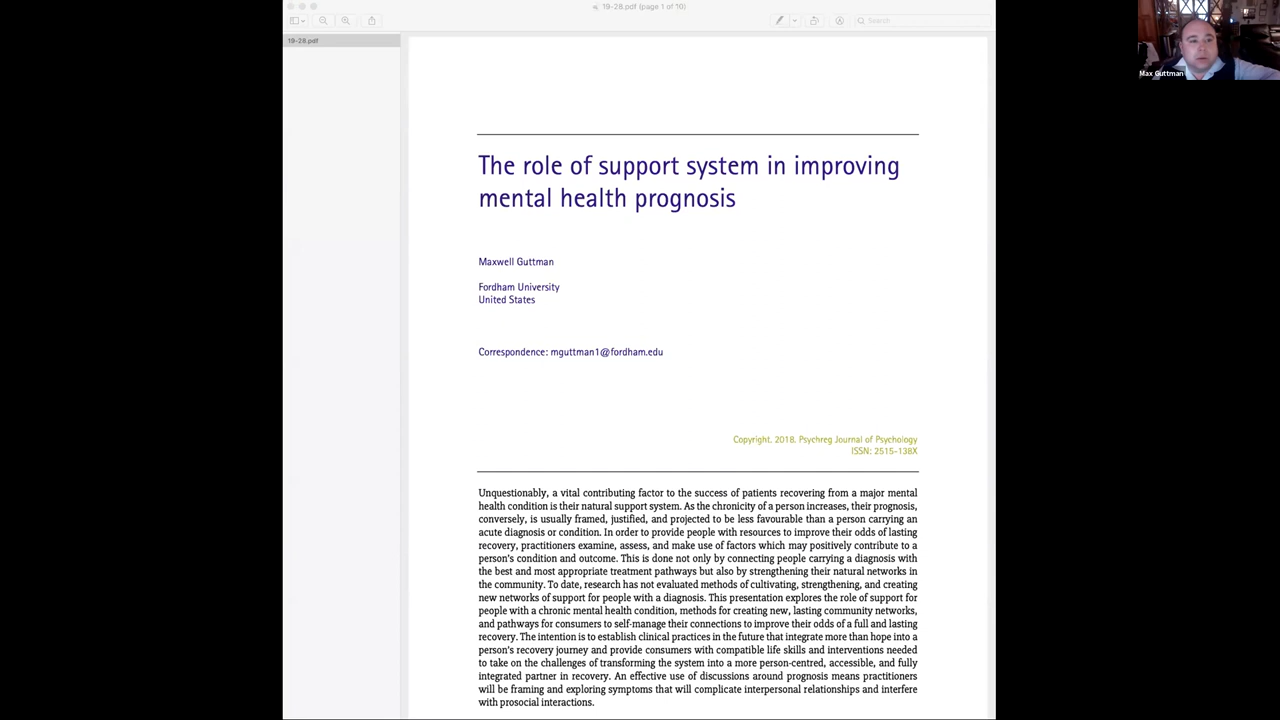 19-28.pdf (page 1 of 10)
Search
19-28.pdf
Max Guttman
The role of support system in improving
mental health prognosis
Maxwell Guttman
Fordham University
United States
Correspondence: mguttman1@fordham.edu
Copyright. 2018. Psychreg Journal of Psychology
ISSN: 2515-138X
Unquestionably, a vital contributing factor to the success of patients recovering from a major mental
health condition is their natural support system. As the chronicity of a person increases, their prognosis,
conversely, is usually framed, justified, and projected to be less favourable than a person carrying an
acute diagnosis or condition. In order to provide people with resources to improve their odds of lasting
recovery, practitioners examine, assess, and make use of factors which may positively contribute to a
person's condition and outcome. This is done not only by connecting people carrying a diagnosis with
the best and most appropriate treatment pathways but also by strengthening their natural networks in
the community. To date, research has not evaluated methods of cultivating, strengthening, and creating
new networks of support for people with a diagnosis. This presentation explores the role of support for
people with a chronic mental health condition, methods for creating new, lasting community networks,
and pathways for consumers to self-manage their connections to improve their odds of a full and lasting
recovery. The intention is to establish clinical practices in the future that integrate more than hope into a
person's recovery journey and provide consumers with compatible life skills and interventions needed
to take on the challenges of transforming the system into a more person-centred, accessible, and fully
integrated partner in recovery. An effective use of discussions around prognosis means practitioners
will be framing and exploring symptoms that will complicate interpersonal relationships and interfere
with prosocial interactions.